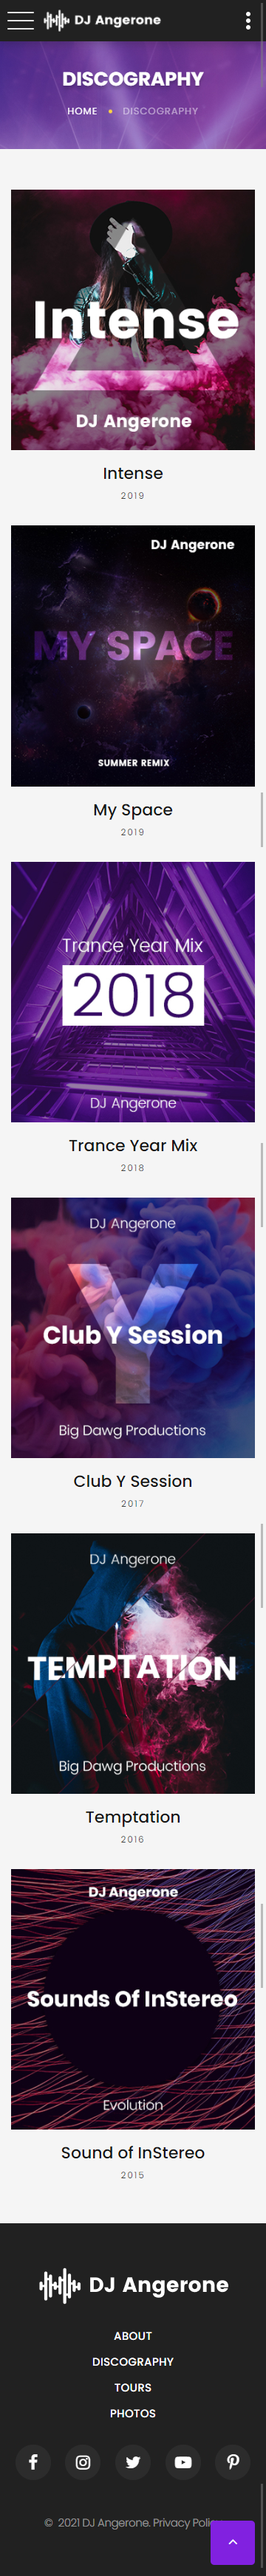 DJ Angerone
DISCOGRAPHY
HOME • DISCOGRAPHY
Intense
DJ Angerone
Intense
2019
DJ Angerone
MY SPACE
SUMMER REMIX
My Space
2019
Trance Year Mix
2018
DJ Angerone
Trance Year Mix
2018
DJ Angerone
Y
Club Y Session
Big Dawg Productions
Club Y Session
2017
DJ Angerone
TEMPTATION
Big Dawg Productions
Temptation
2016
DJ Angerone
Sounds Of InStereo
Evolution
Sound of InStereo
2015
DJ Angerone
ABOUT
DISCOGRAPHY
TOURS
PHOTOS
© 2021 DJ Angerone. Privacy